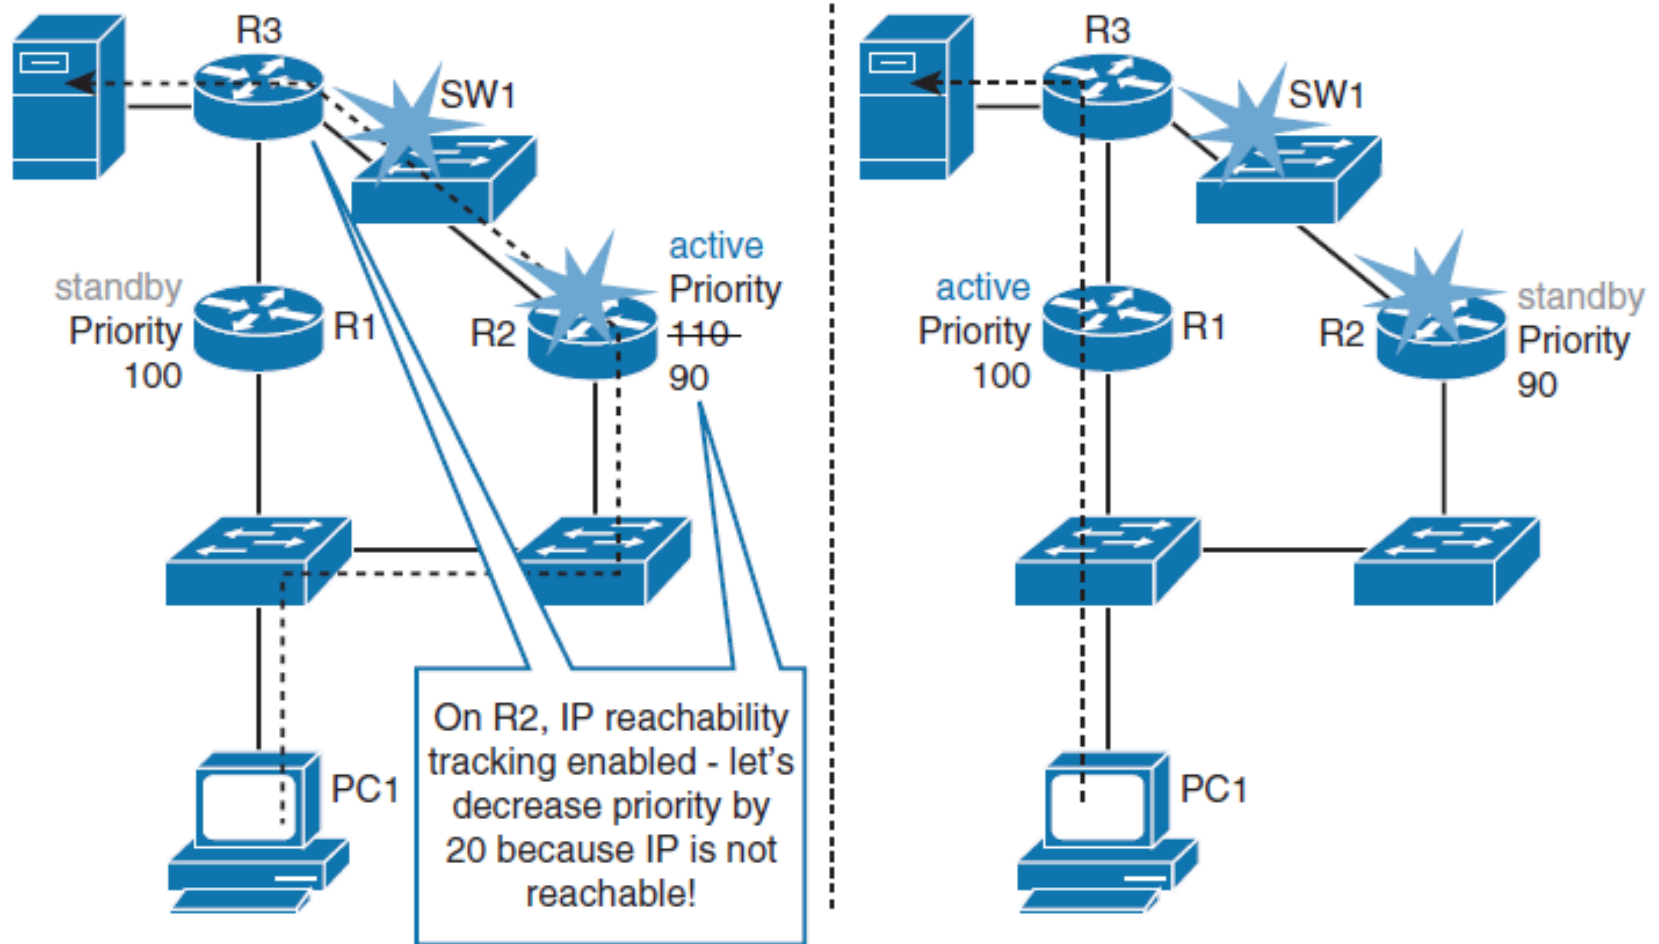 R3
SW1
active
Priority
110
90
standby
Priority
100
R1
R2
PC1
On R2, IP reachability
tracking enabled - let's
decrease priority by
20 because IP is not
reachable!
R3
SW1
active
Priority
100
R1
R2
standby
Priority
90
PC1